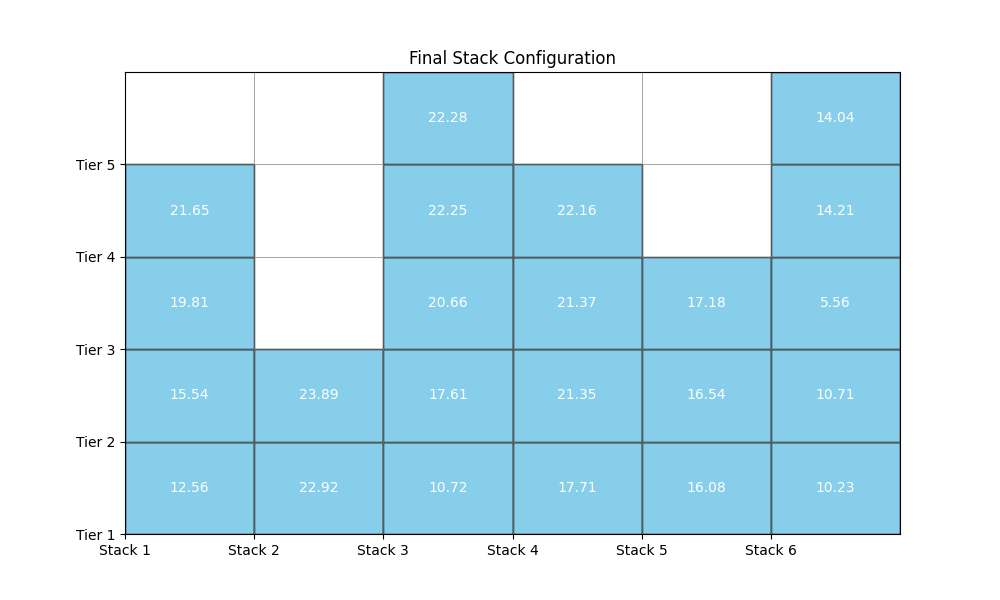 Final Stack Configuration
22.28 14.04
Tier 5
21.65 22.25 22.16 14.21
Tier 4
19.81 20.66 21.37 17.18 5.56
Tier 3
15.54 23.89 17.61 21.35 16.54 10.71
Tier 2
12.56 22.92 10.72 17.71 16.08 10.23
Tier 1
Stack 1 Stack 2 Stack 3 Stack 4 Stack 5 Stack 6